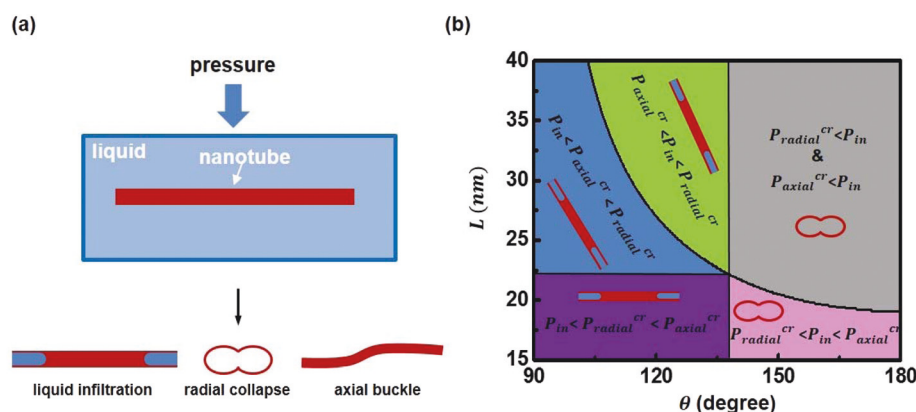 (a)
pressure
liquid
nanotube
liquid infiltration
radial collapse
axial buckle
(b)
L (nm)
40
35
30
25
20
15
90
120
150
180
θ (degree)
P_in<P_axial^cr<P_radial^cr
P_axial^cr<P_in<P_radial^cr
P_radial^cr<P_in
&
P_axial^cr<P_in
P_in<P_radial^cr<P_axial^cr
P_radial^cr<P_in<P_axial^cr